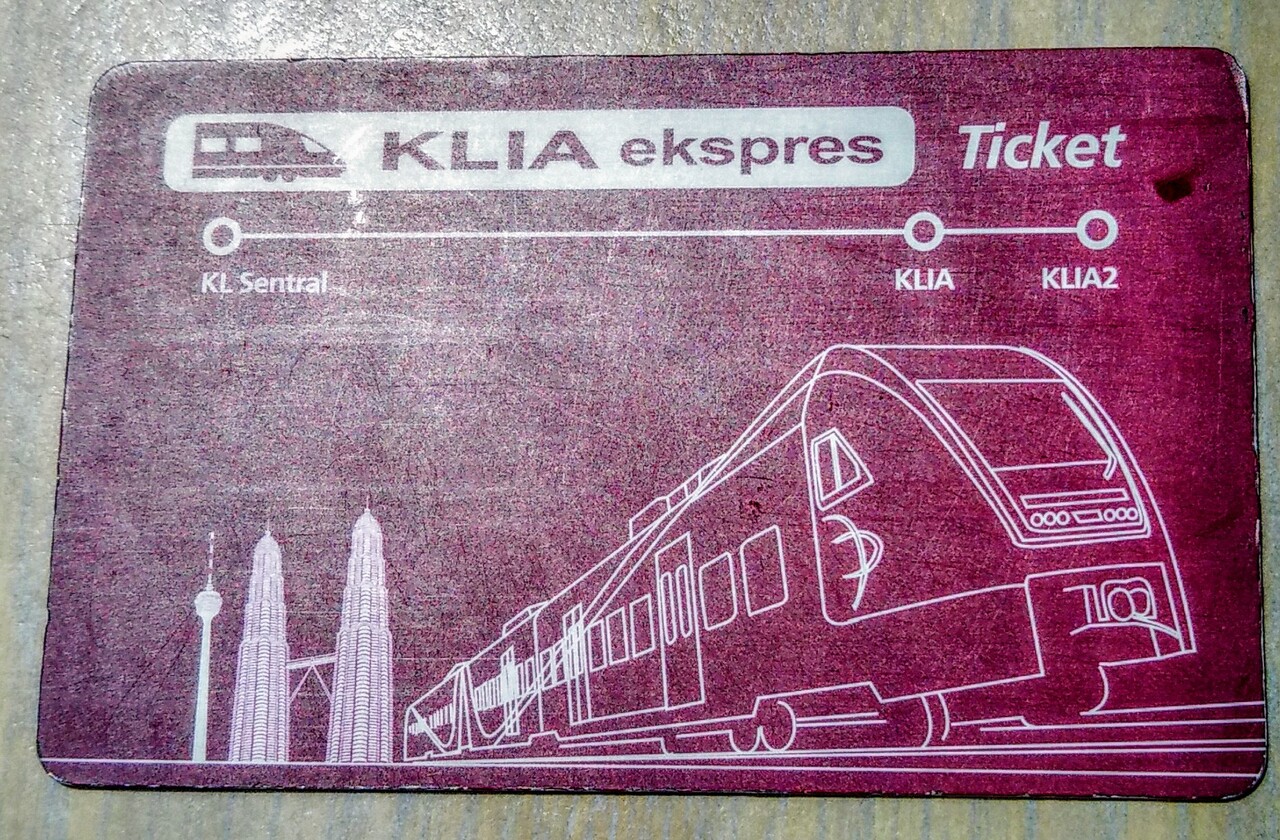 KLIA ekspres Ticket
KL Sentral KLIA KLIA2